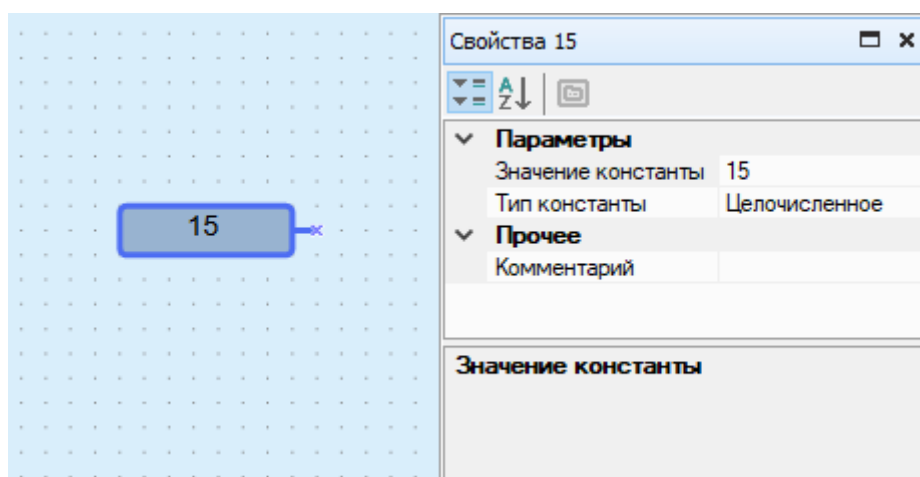 15
Свойства 15
Параметры
Значение константы 15
Тип константы Целочисленное
Прочее
Комментарий
Значение константы